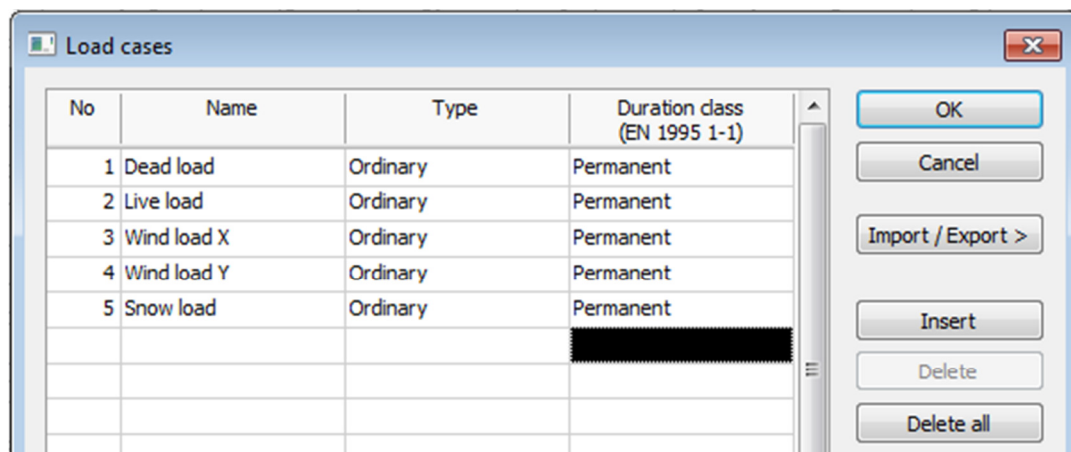 Load cases
No Name Type Duration class (EN 1995 1-1)
1 Dead load Ordinary Permanent
2 Live load Ordinary Permanent
3 Wind load X Ordinary Permanent
4 Wind load Y Ordinary Permanent
5 Snow load Ordinary Permanent
OK
Cancel
Import / Export >
Insert
Delete
Delete all